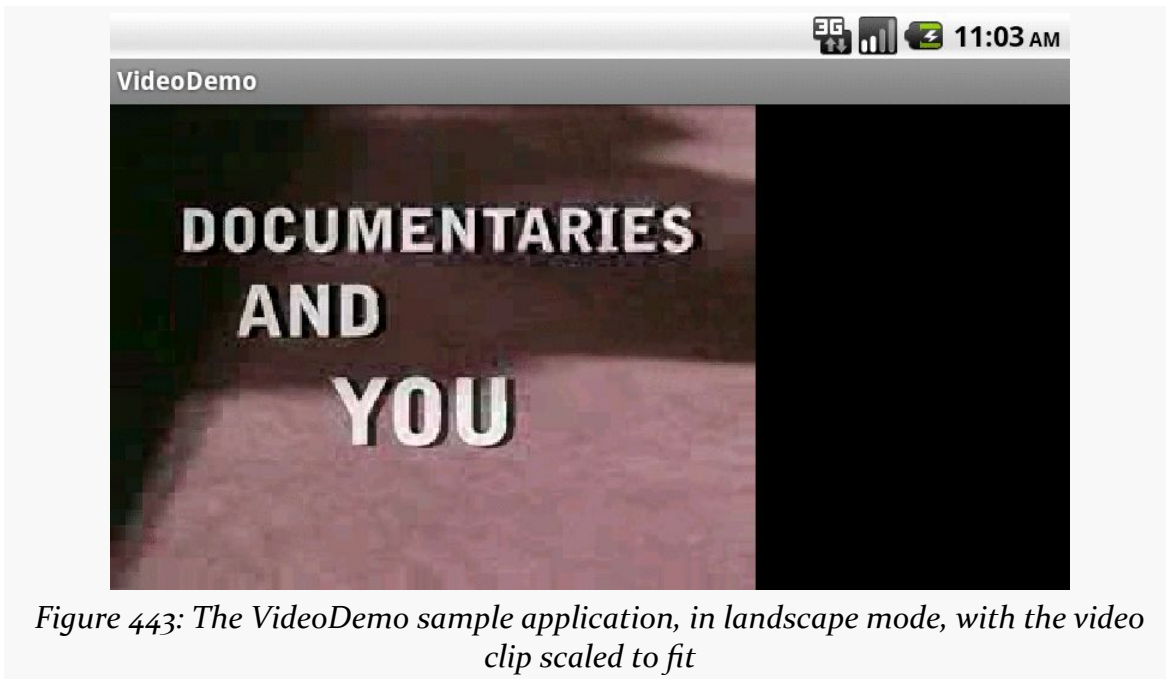 3G 11:03 AM
VideoDemo
DOCUMENTARIES
AND
YOU
Figure 443: The VideoDemo sample application, in landscape mode, with the video
clip scaled to fit